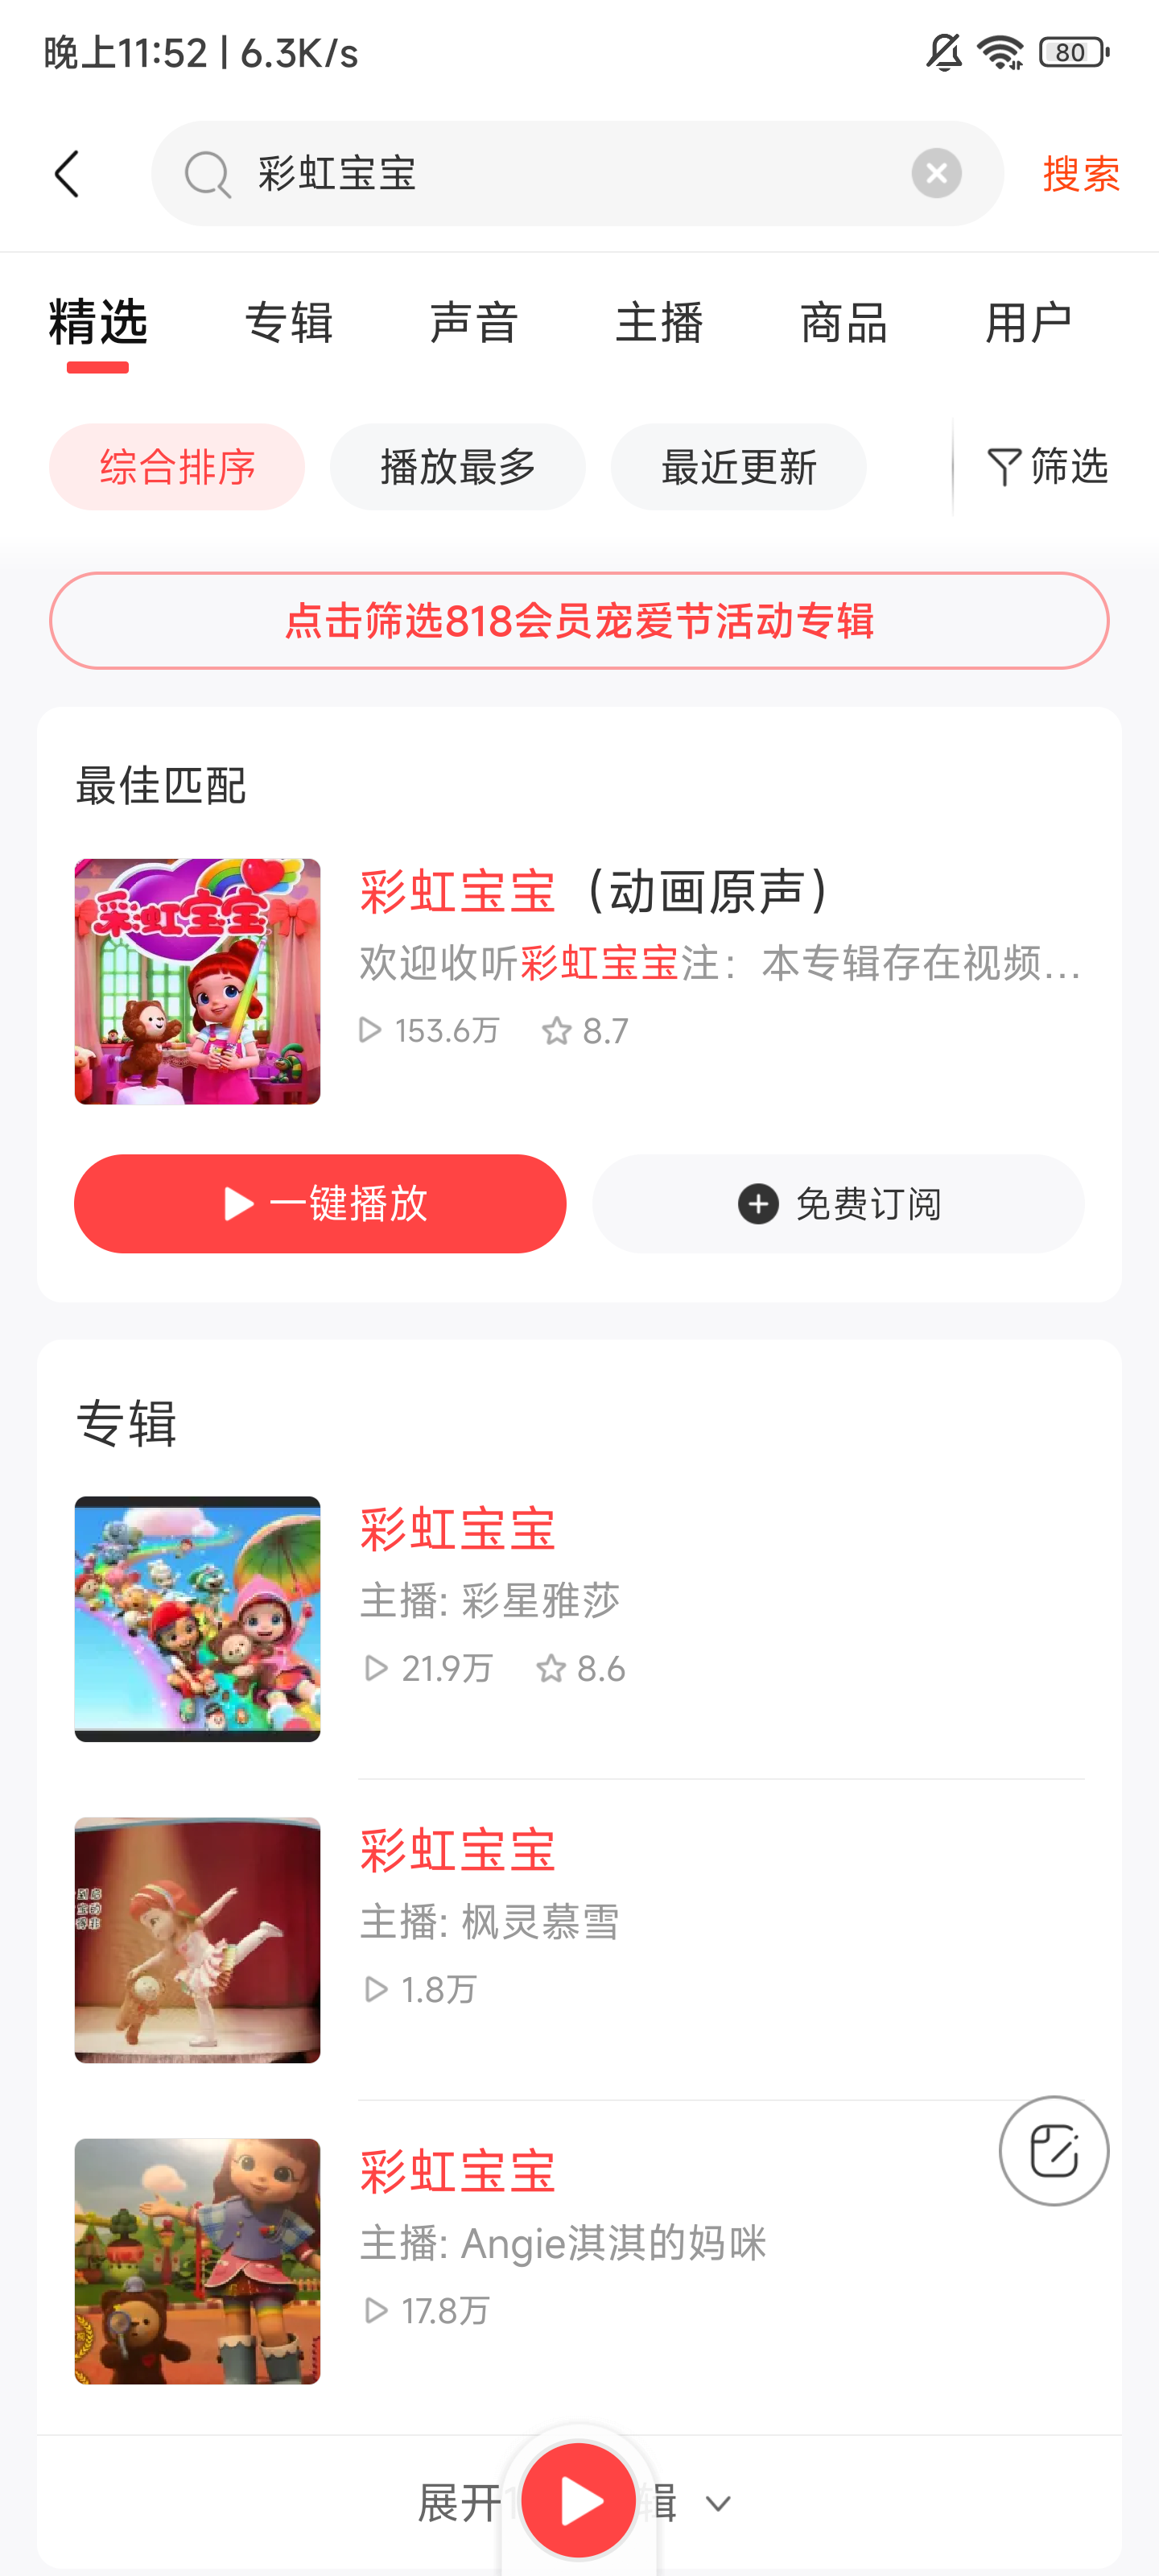 晚上11:52 | 6.3K/s
80
彩虹宝宝
搜索
精选 专辑 声音 主播 商品 用户
综合排序 播放最多 最近更新 筛选
点击筛选818会员宠爱节活动专辑
最佳匹配
彩虹宝宝
彩虹宝宝（动画原声）
欢迎收听彩虹宝宝注：本专辑存在视频...
153.6万 8.7
一键播放 免费订阅
专辑
彩虹宝宝
主播: 彩星雅莎
21.9万 8.6
彩虹宝宝
主播: 枫灵慕雪
1.8万
彩虹宝宝
主播: Angie淇淇的妈咪
17.8万
展开 辑